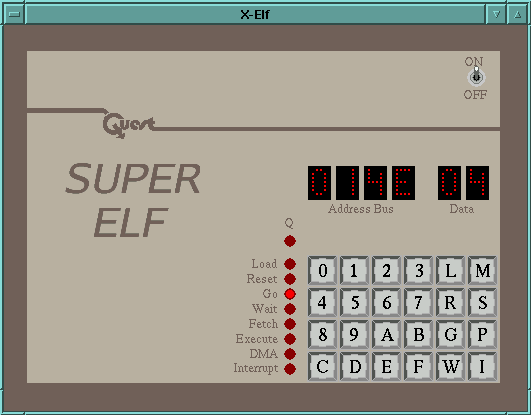 X-Elf
ON
OFF
Quest
SUPER
ELF
014E 04
Address Bus Data
Q
Load
Reset
Go
Wait
Fetch
Execute
DMA
Interrupt
0 1 2 3 L M
4 5 6 7 R S
8 9 A B G P
C D E F W I